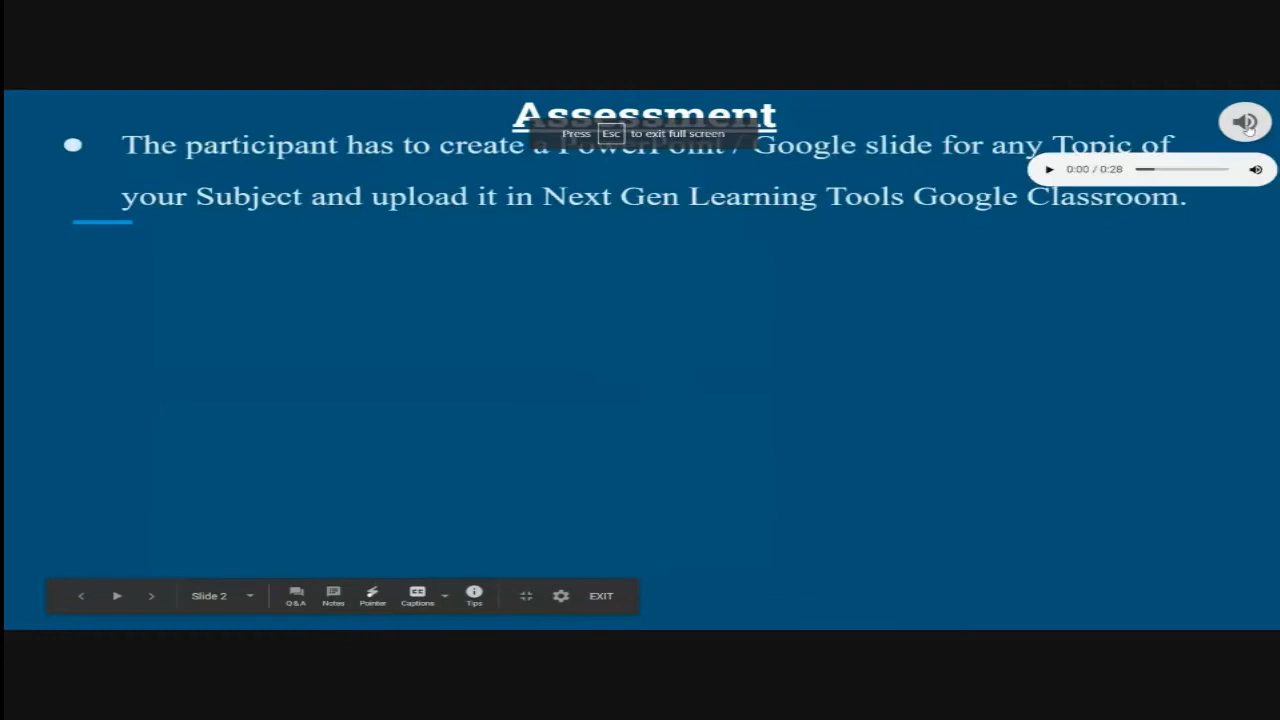 Assessment
Press Esc to exit full screen
The participant has to create a PowerPoint / Google slide for any Topic of
0:00 / 0:28
your Subject and upload it in Next Gen Learning Tools Google Classroom.
Slide 2
Q&A
Notes
Pointer
CC
Captions
Tips
EXIT